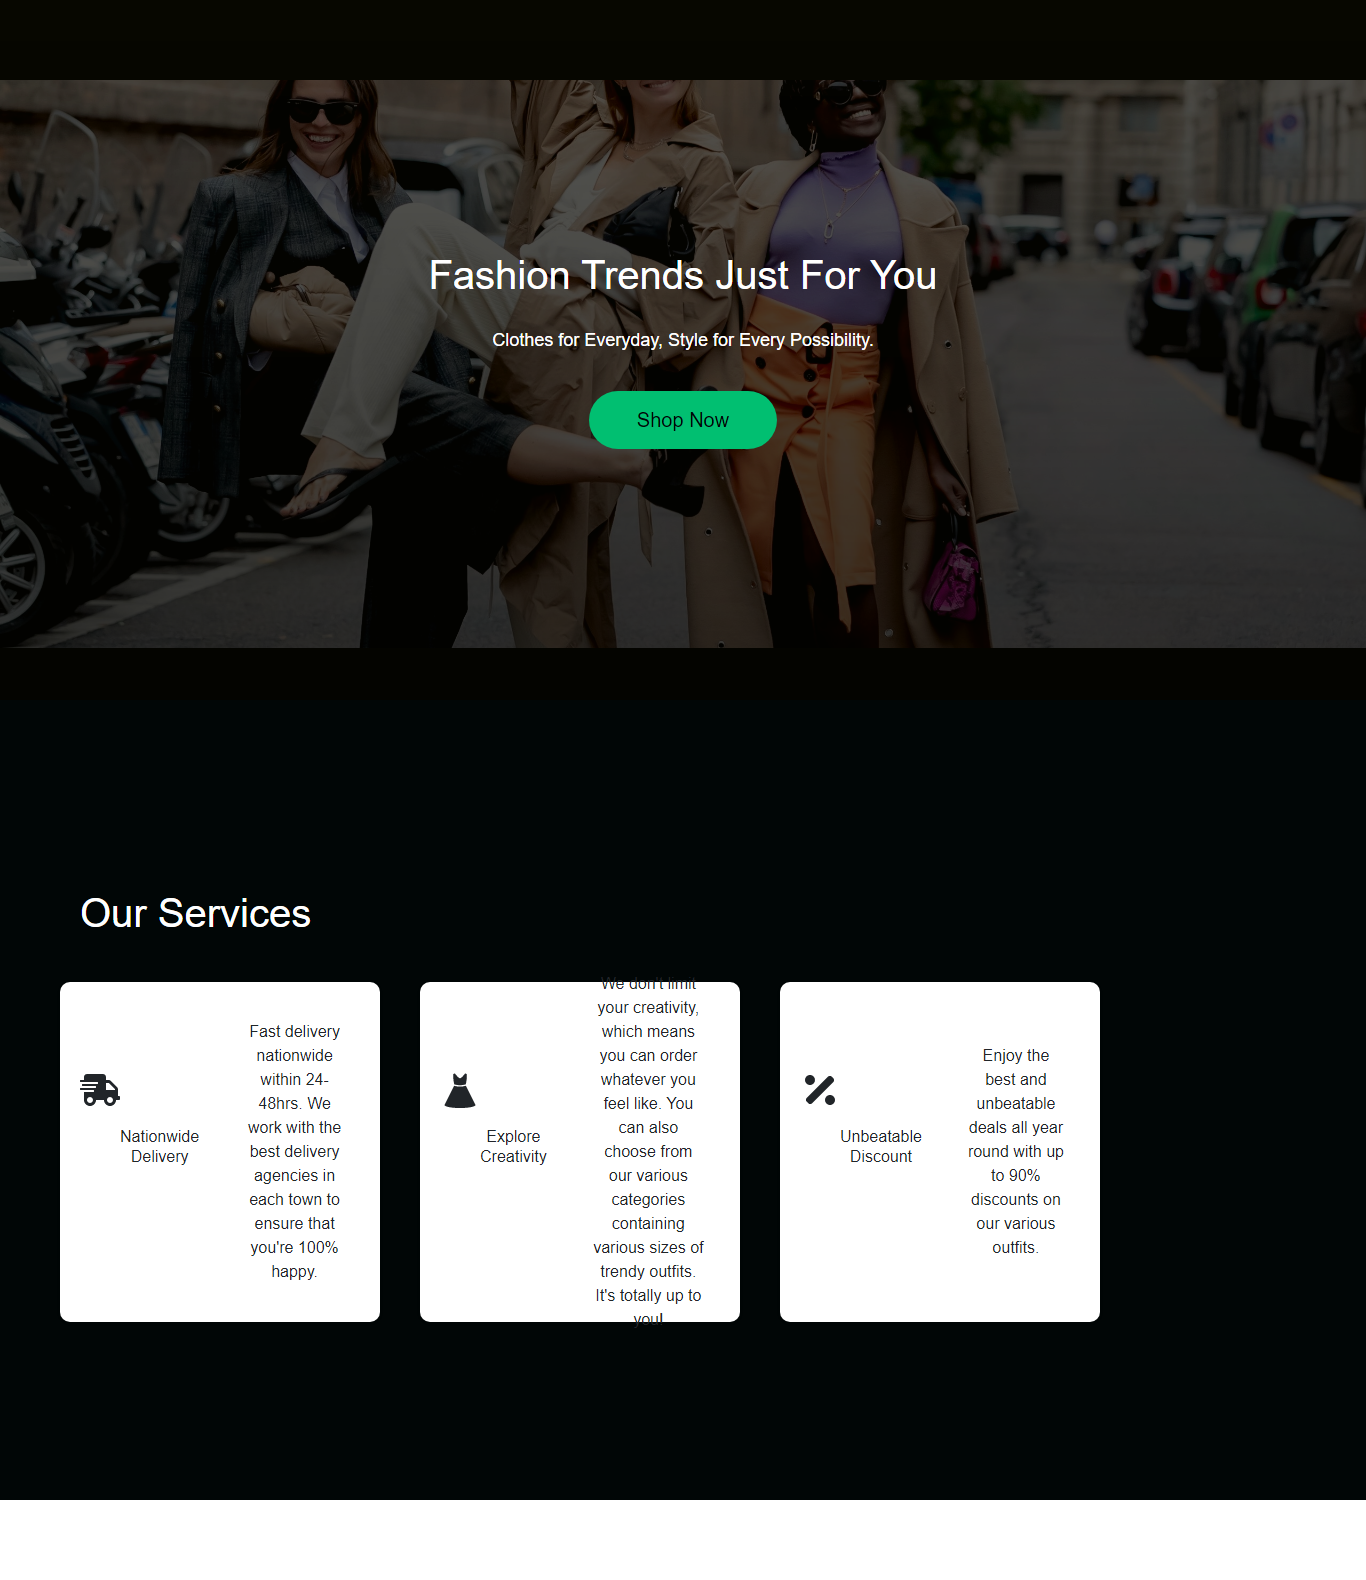 Fashion Trends Just For You
Clothes for Everyday, Style for Every Possibility.
Shop Now
Our Services
Nationwide
Delivery
Fast delivery
nationwide
within 24-
48hrs. We
work with the
best delivery
agencies in
each town to
ensure that
you're 100%
happy.
Explore
Creativity
We don't limit
your creativity,
which means
you can order
whatever you
feel like. You
can also
choose from
our various
categories
containing
various sizes of
trendy outfits.
It's totally up to
you!
Unbeatable
Discount
Enjoy the
best and
unbeatable
deals all year
round with up
to 90%
discounts on
our various
outfits.